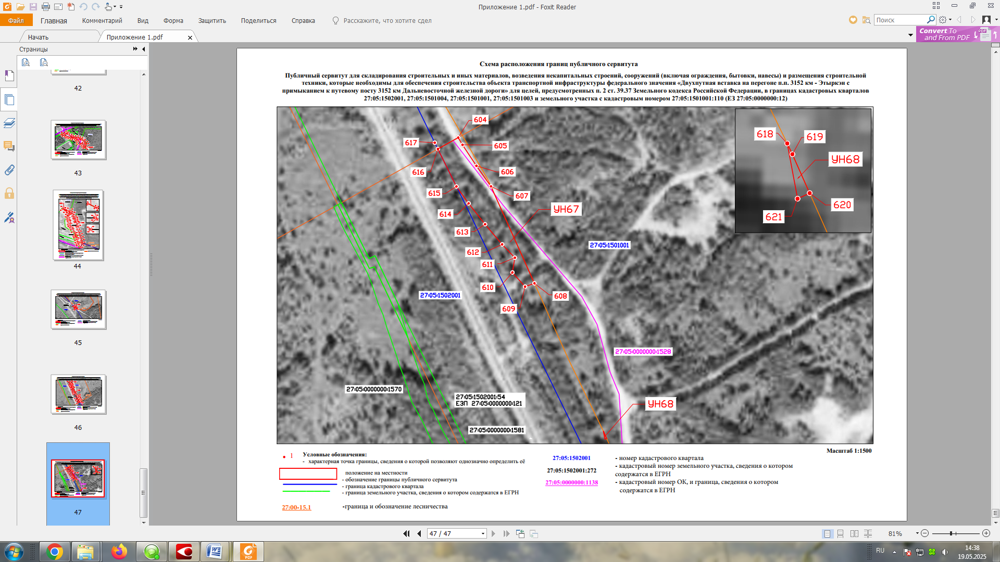 Приложение 1.pdf - Foxit Reader
Файл
Главная
Комментарий
Вид
Форма
Защитить
Поделиться
Справка
Расскажите, что хотите сдел
Поиск
Начать
Приложение 1.pdf
Convert To
and From PDF
PDF
Страницы
42
43
44
45
46
47
Схема расположения границ публичного сервитута
Публичный сервитут для складирования строительных и иных материалов, возведения некапитальных строений, сооружений (включая ограждения, бытовки, навесы) и размещения строительной
техники, которые необходимы для обеспечения строительства объекта транспортной инфраструктуры федерального значения «Двухпутная вставка на перегоне п.п. 3152 км - Этыркэн с
примыканием к путевому посту 3152 км Дальневосточной железной дороги» для целей, предусмотренных п. 2 ст. 39.37 Земельного кодекса Российской Федерации, в границах кадастровых кварталов
27:05:1502001, 27:05:1501004, 27:05:1501001, 27:05:1501003 и земельного участка с кадастровым номером 27:05:1501001:110 (ЕЗ 27:05:0000000:12)
604
617
605
616
606
615
607
614
УН67
613
612
611
610
608
609
27:05:1501001
27:05:1502001
27:05:0000000:1528
27:05:0000000:1570
27:05:1502001:54
ЕЗП 27:05:0000000:121
УН68
27:05:0000000:1581
618
619
УН68
620
621
Масштаб 1:1500
1
Условные обозначения:
- характерная точка границы, сведения о которой позволяют однозначно определить её
положение на местности
- обозначение границы публичного сервитута
- граница кадастрового квартала
- граница земельного участка, сведения о котором содержатся в ЕГРН
27:00-15.1
-граница и обозначение лесничества
27:05:1502001
- номер кадастрового квартала
27:05:1502001:272
- кадастровый номер земельного участка, сведения о котором
содержатся в ЕГРН
27:05:0000000:1138
- кадастровый номер ОК, и граница, сведения о котором
содержатся в ЕГРН
47 / 47
81%
PDF
RU
14:38
19.05.2025